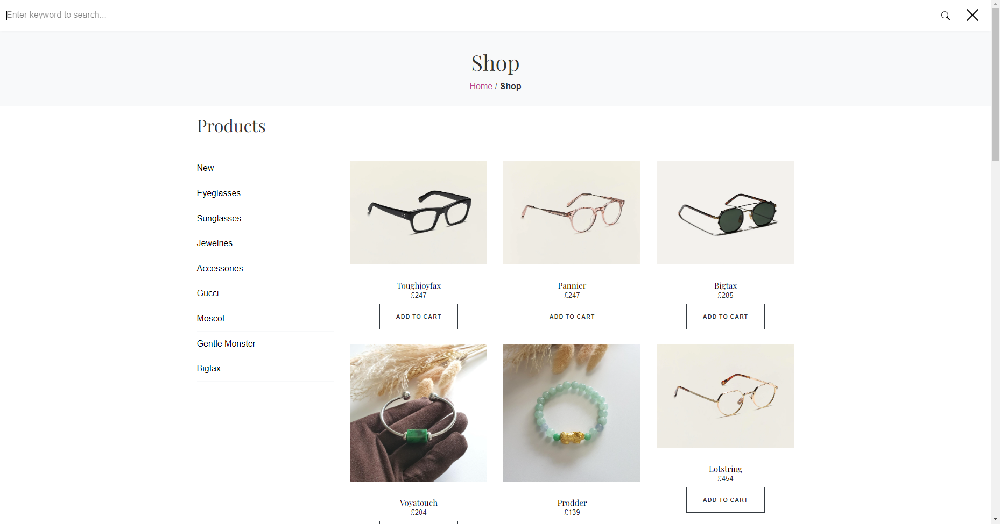 Enter keyword to search...
Shop
Home / Shop
Products
New
Eyeglasses
Sunglasses
Jewelries
Accessories
Gucci
Moscot
Gentle Monster
Bigtax
Toughjoyfax
£247
ADD TO CART
Pannier
£247
ADD TO CART
Bigtax
£285
ADD TO CART
Voyatouch
£204
Prodder
£139
Lotstring
£454
ADD TO CART